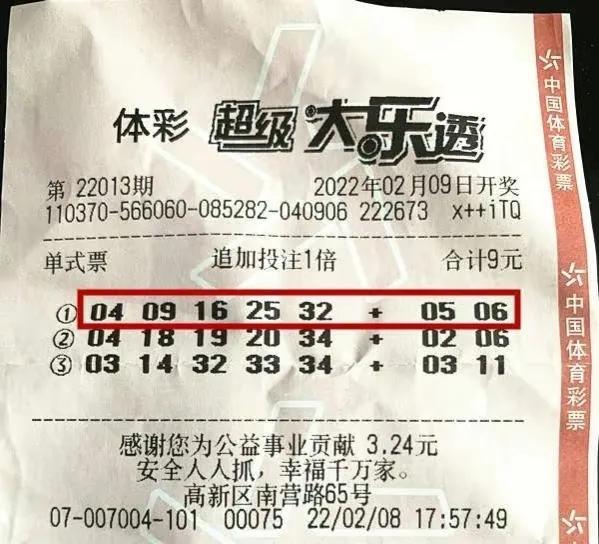 体彩 超级大乐透
第 22013期 2022年02月09日开奖
110370-566060-085282-040906 222673 x++iTQ
单式票 追加投注1倍 合计9元
① 04 09 16 25 32 + 05 06
② 04 18 19 20 34 + 02 06
③ 03 14 32 33 34 + 03 11
感谢您为公益事业贡献 3.24元
安全人人抓，幸福千万家。
高新区南营路65号
07-007004-101 00075 22/02/08 17:57:49
中国体育彩票
中国体育彩票